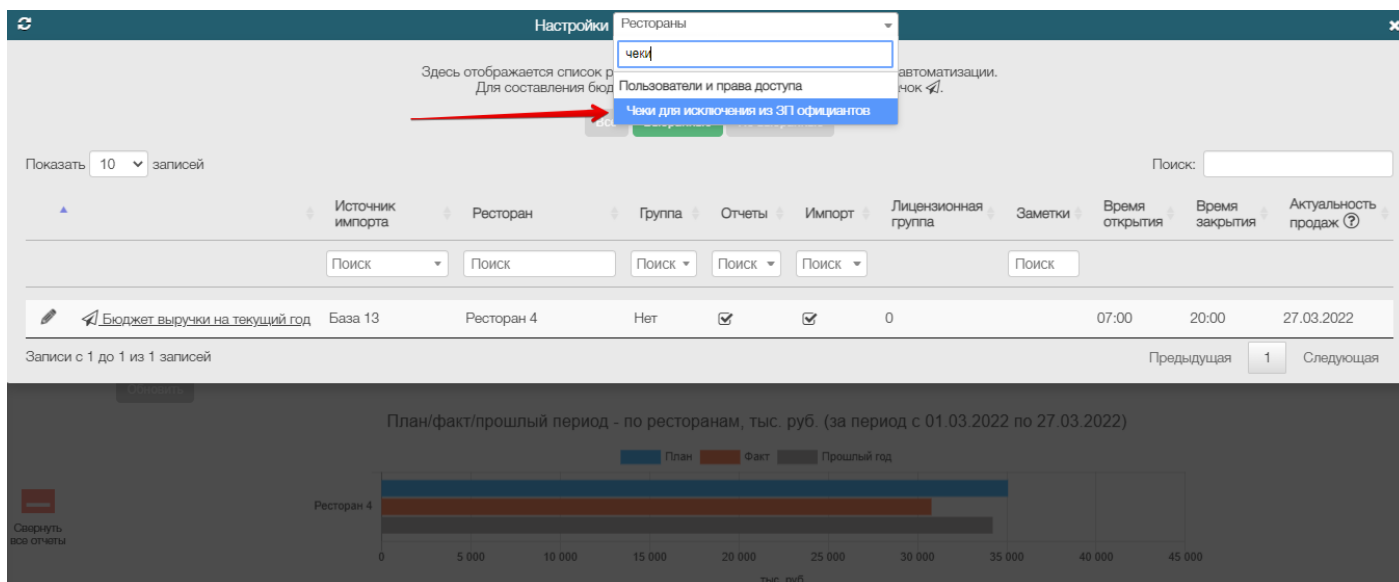 Настройки Рестораны
чеки
Пользователи и права доступа
Чеки для исключения из ЗП официантов
Здесь отображается список р автоматизации.
Для составления бюд чок
Показать 10 записей
Поиск:
Источник импорта Ресторан Группа Отчеты Импорт Лицензионная группа Заметки Время открытия Время закрытия Актуальность продаж ?
Поиск Поиск Поиск Поиск Поиск Поиск
Бюджет выручки на текущий год База 13 Ресторан 4 Нет 0 07:00 20:00 27.03.2022
Записи с 1 до 1 из 1 записей
Предыдущая 1 Следующая
Обновить
План/факт/прошлый период - по ресторанам, тыс. руб. (за период с 01.03.2022 по 27.03.2022)
План Факт Прошлый год
Ресторан 4
Свернуть
все отчеты
0 5 000 10 000 15 000 20 000 25 000 30 000 35 000 40 000 45 000
тыс. руб.